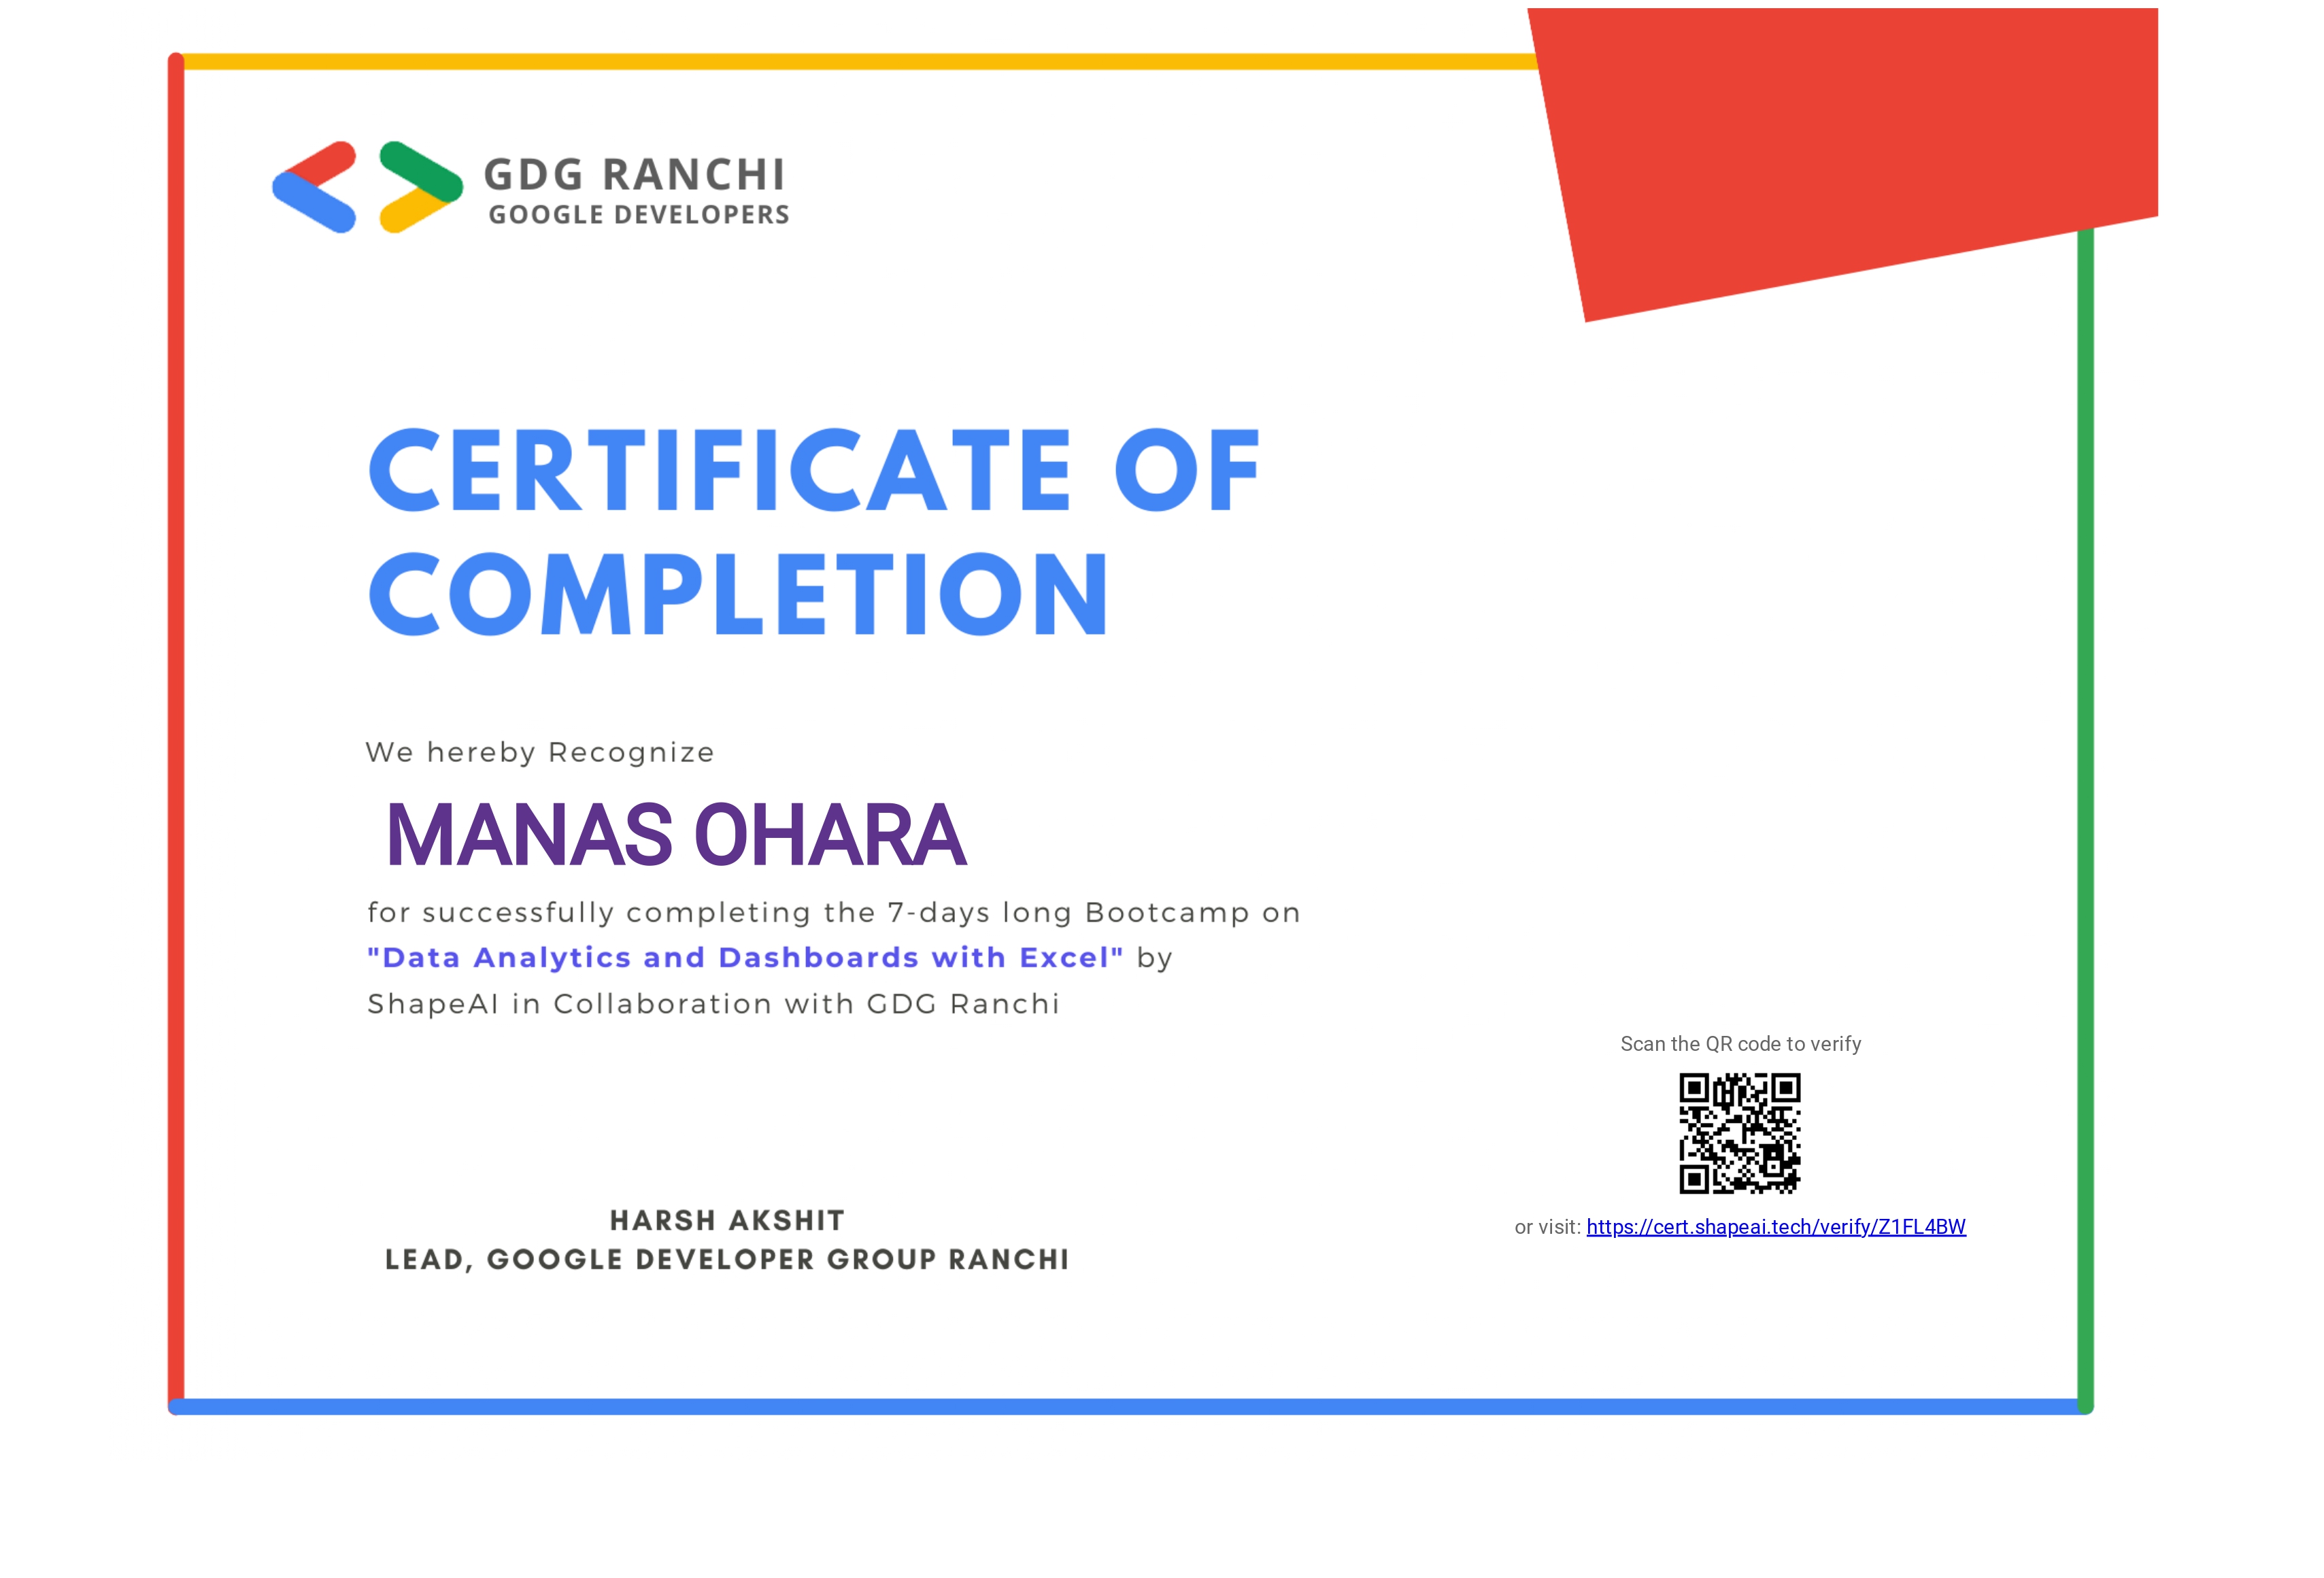 GDG RANCHI
GOOGLE DEVELOPERS
CERTIFICATE OF
COMPLETION
We hereby Recognize
MANAS OHARA
for successfully completing the 7-days long Bootcamp on
"Data Analytics and Dashboards with Excel" by
ShapeAI in Collaboration with GDG Ranchi
Scan the QR code to verify
or visit: https://cert.shapeai.tech/verify/Z1FL4BW
HARSH AKSHIT
LEAD, GOOGLE DEVELOPER GROUP RANCHI